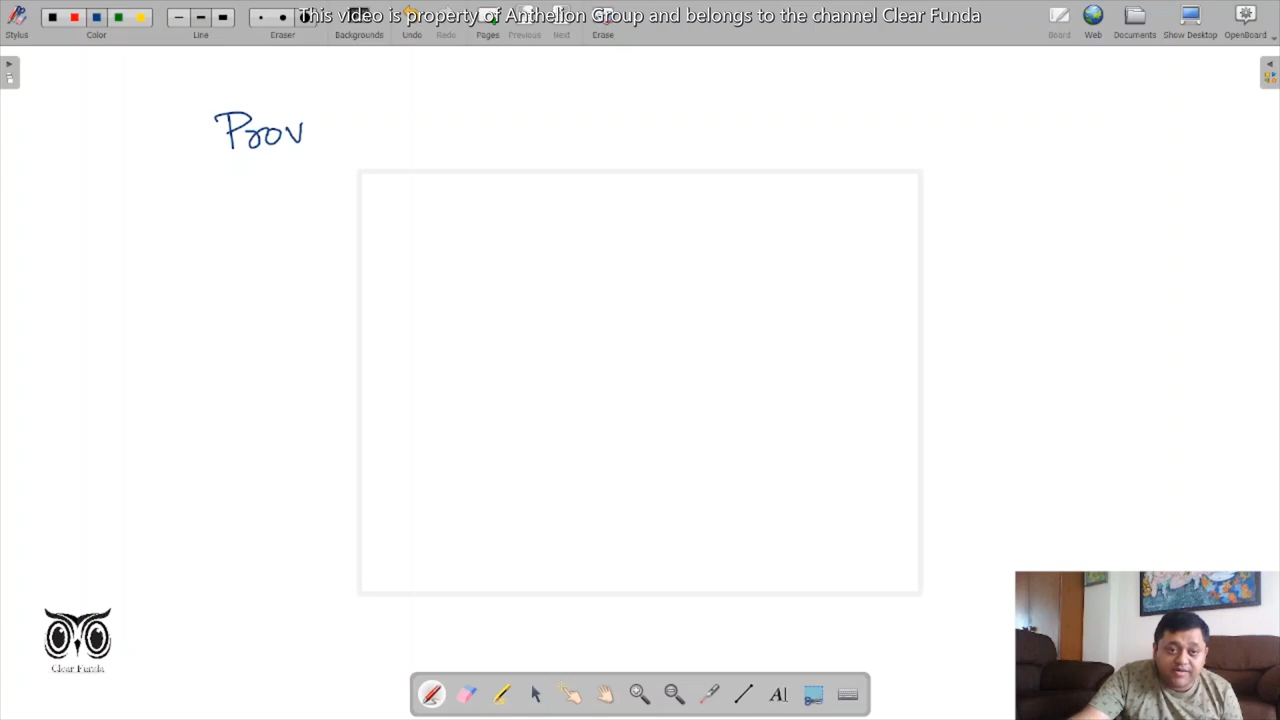 This video is property of Anthelion Group and belongs to the channel Clear Funda
Stylus Color Line Eraser Backgrounds Undo Redo Pages Previous Next Erase Board Web Documents Show Desktop OpenBoard
Prov
Clear Funda
AI